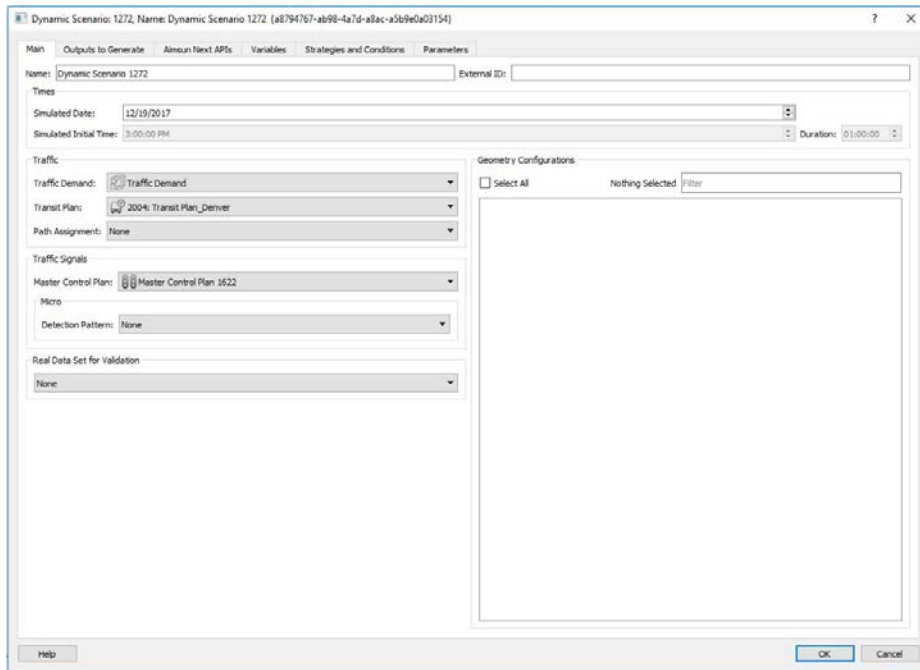 Dynamic Scenario: 1272, Name: Dynamic Scenario 1272 {a8794767-ab98-4a7d-a8ac-a5b9e0a03154}
Main Outputs to Generate Aimsun Next APIs Variables Strategies and Conditions Parameters
Name: Dynamic Scenario 1272 External ID:
Times
Simulated Date: 12/19/2017
Simulated Initial Time: 3:00:00 PM Duration: 01:00:00
Traffic
Traffic Demand: Traffic Demand
Transit Plan: 2004: Transit Plan_Denver
Path Assignment: None
Traffic Signals
Master Control Plan: Master Control Plan 1622
Micro
Detection Pattern: None
Real Data Set for Validation
None
Geometry Configurations
Select All Nothing Selected Filter
Help OK Cancel